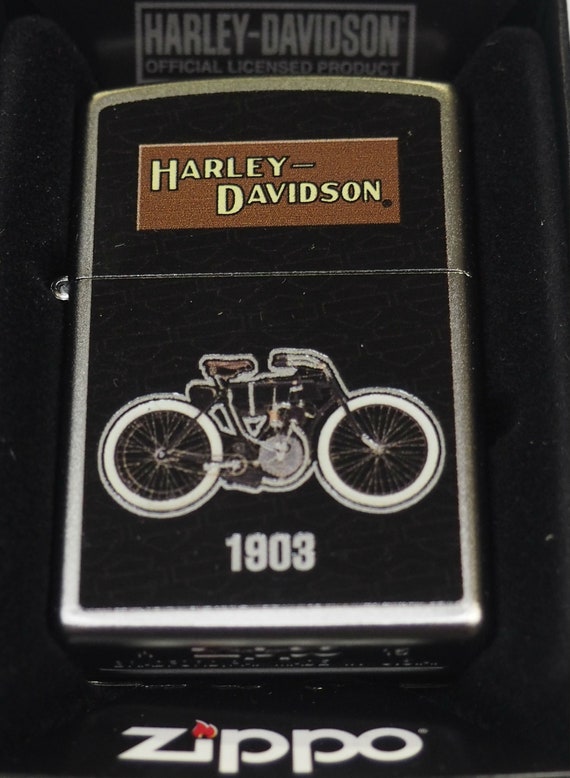 HARLEY-DAVIDSON
OFFICIAL LICENSED PRODUCT
HARLEY-
DAVIDSON®
1903
zippo